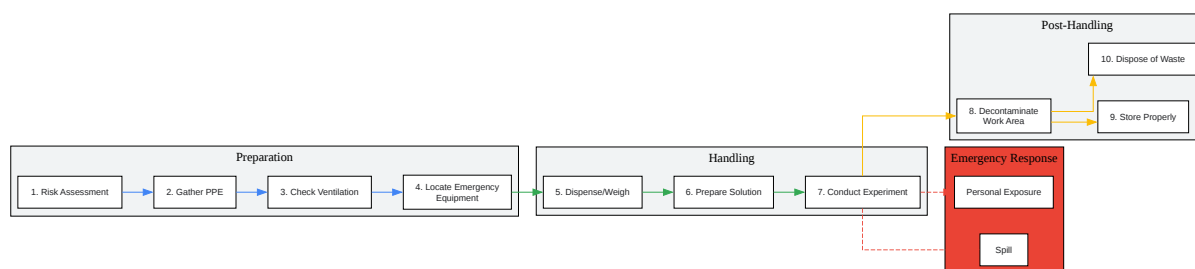 Preparation
1. Risk Assessment
2. Gather PPE
3. Check Ventilation
4. Locate Emergency
Equipment
Handling
5. Dispense/Weigh
6. Prepare Solution
7. Conduct Experiment
Post-Handling
10. Dispose of Waste
8. Decontaminate
Work Area
9. Store Properly
Emergency Response
Personal Exposure
Spill